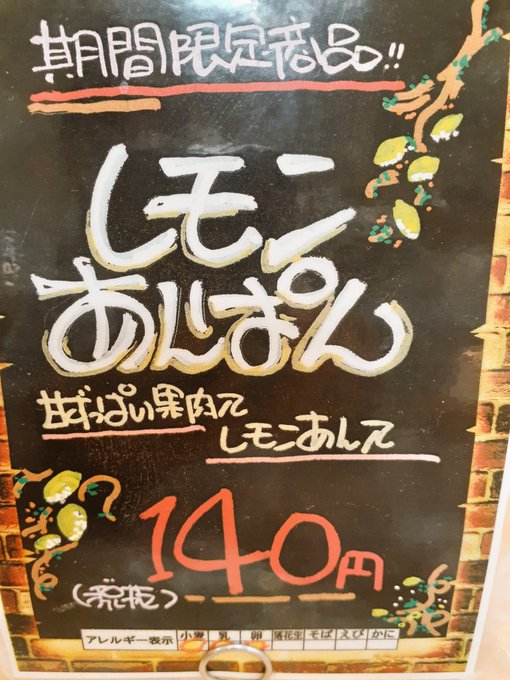 期間限定商品!!
レモン
あんぱん
甘ずっぱい果肉て
レモンあんて
140円
(税抜)
アレルギー表示 小麦 乳 卵 落花生 そば えび かに